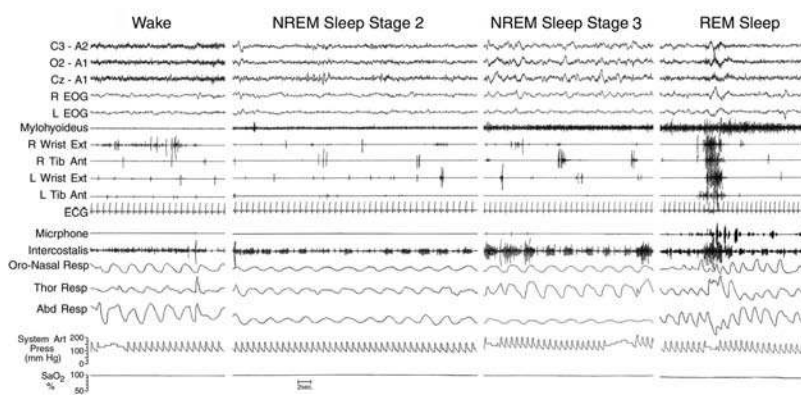 Wake NREM Sleep Stage 2 NREM Sleep Stage 3 REM Sleep
C3 - A2
O2 - A1
Cz - A1
R EOG
L EOG
Mylohyoideus
R Wrist Ext
R Tib Ant
L Wrist Ext
L Tib Ant
ECG
Micrphone
Intercostalis
Oro-Nasal Resp
Thor Resp
Abd Resp
System Art
Press
(mm Hg)
200
100
0
SaO2
%
100
50
2sec.